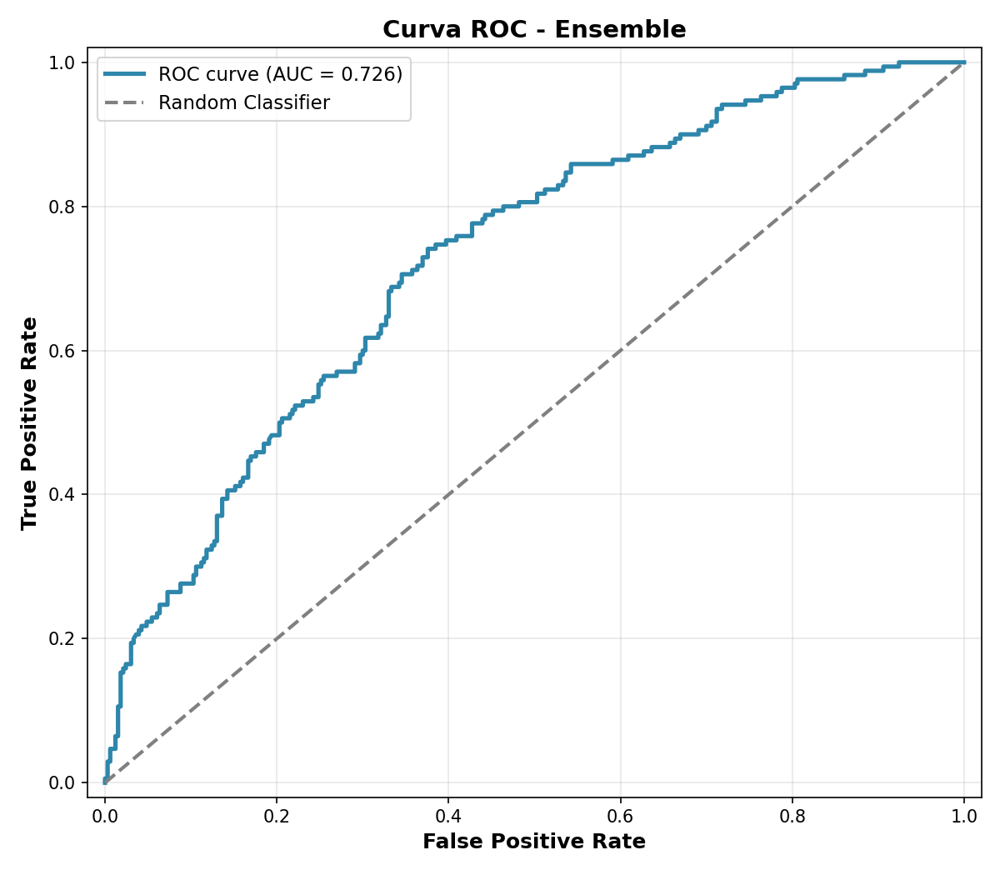 Curva ROC - Ensemble
ROC curve (AUC = 0.726)
Random Classifier
1.0
0.8
0.6
0.4
0.2
0.0
True Positive Rate
0.0 0.2 0.4 0.6 0.8 1.0
False Positive Rate